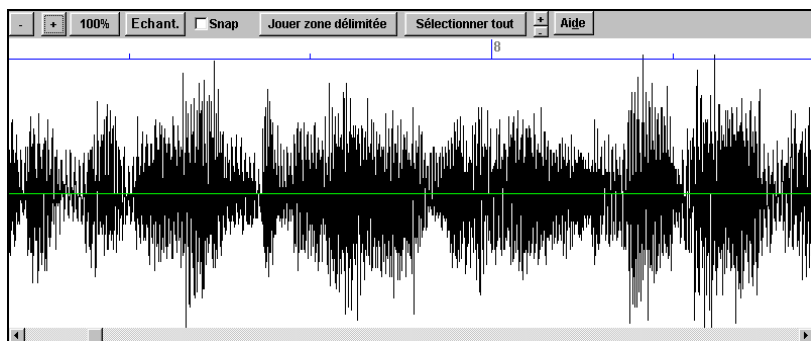 - + 100% Echant. Snap Jouer zone délimitée Sélectionner tout + - Aide
8